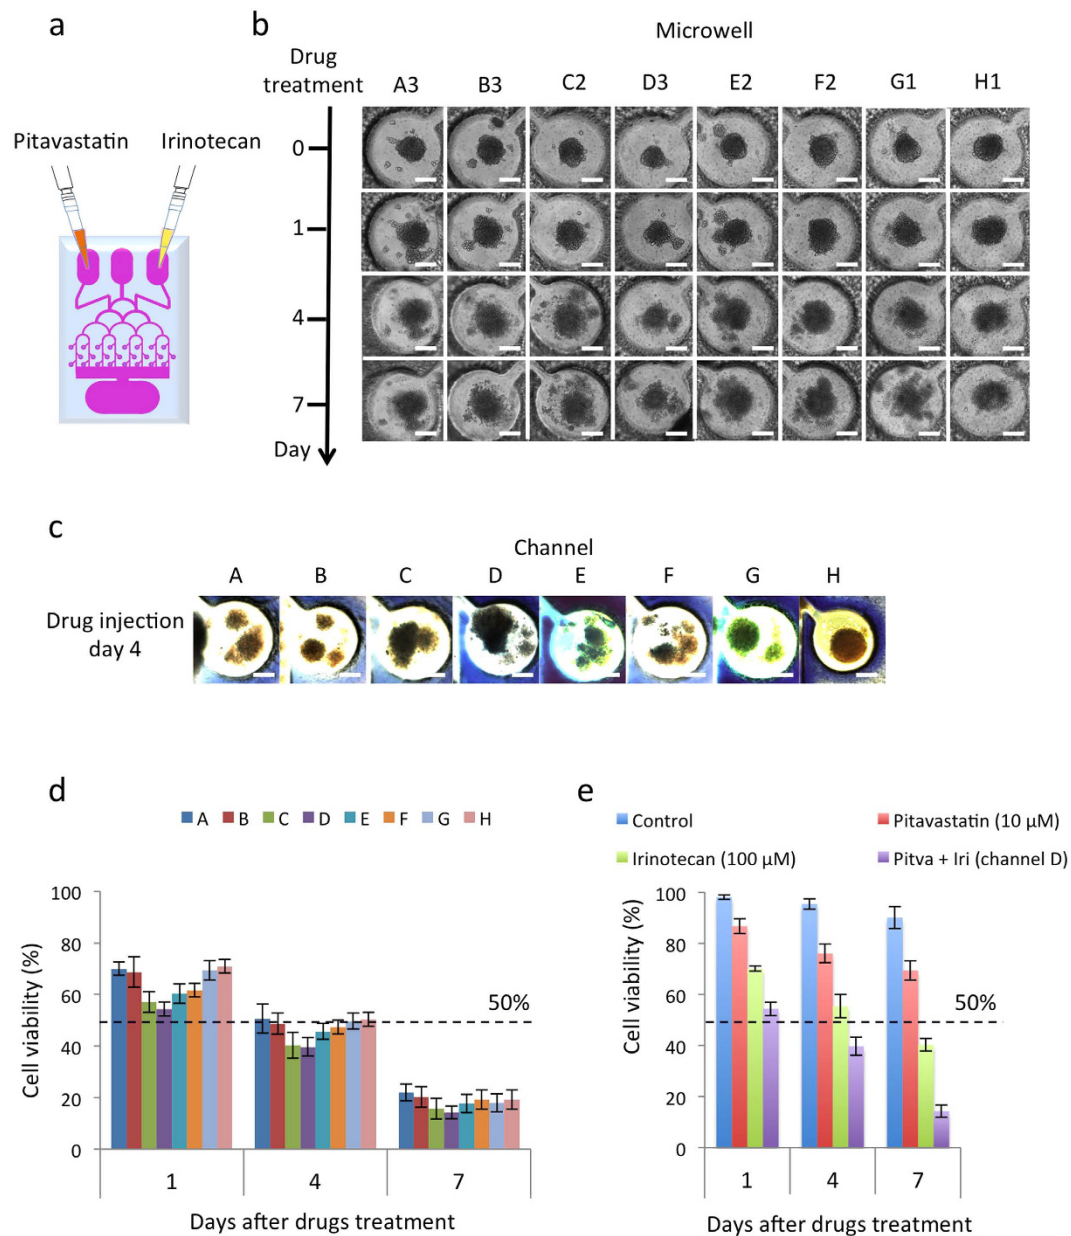 a
Pitavastatin Irinotecan
b
Microwell
Drug
treatment
A3 B3 C2 D3 E2 F2 G1 H1
0
1
4
7
Day
c
Channel
A B C D E F G H
Drug injection
day 4
d
A B C D E F G H
Cell viability (%)
100
80
60
40
20
0
50%
1 4 7
Days after drugs treatment
e
Control
Pitavastatin (10 μM)
Irinotecan (100 μM)
Pitva + Iri (channel D)
Cell viability (%)
100
80
60
40
20
0
50%
1 4 7
Days after drugs treatment